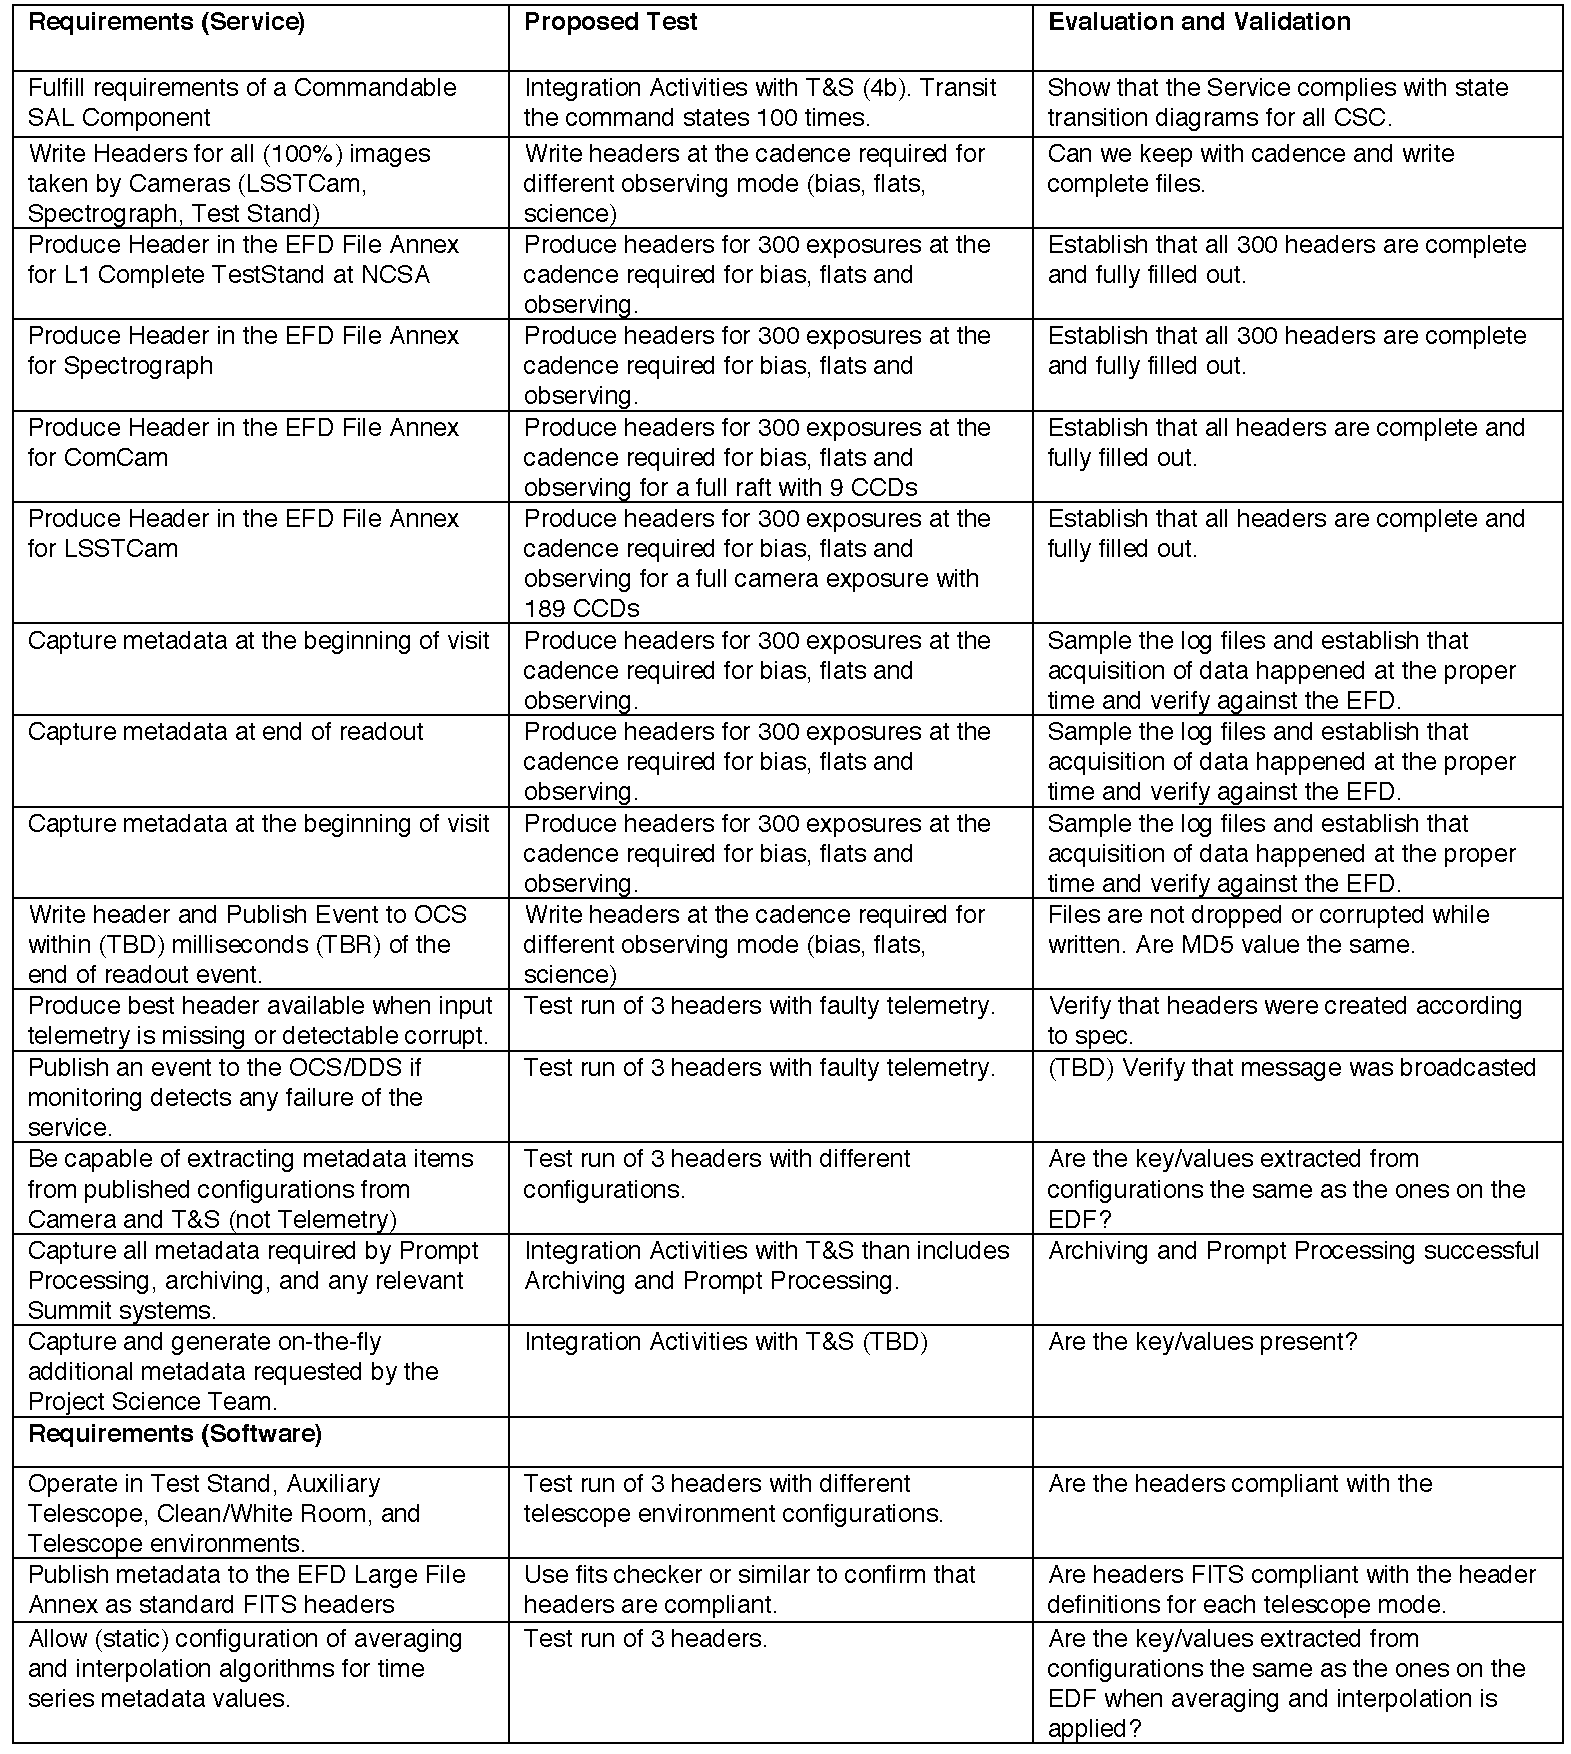 Requirements (Service)
Proposed Test
Evaluation and Validation
Fulfill requirements of a Commandable
SAL Component
Integration Activities with T&S (4b). Transit
the command states 100 times.
Show that the Service complies with state
transition diagrams for all CSC.
Write Headers for all (100%) images
taken by Cameras (LSSTCam,
Spectrograph, Test Stand)
Write headers at the cadence required for
different observing mode (bias, flats,
science)
Can we keep with cadence and write
complete files.
Produce Header in the EFD File Annex
for L1 Complete TestStand at NCSA
Produce headers for 300 exposures at the
cadence required for bias, flats and
observing.
Establish that all 300 headers are complete
and fully filled out.
Produce Header in the EFD File Annex
for Spectrograph
Produce headers for 300 exposures at the
cadence required for bias, flats and
observing.
Establish that all 300 headers are complete
and fully filled out.
Produce Header in the EFD File Annex
for ComCam
Produce headers for 300 exposures at the
cadence required for bias, flats and
observing for a full raft with 9 CCDs
Establish that all headers are complete and
fully filled out.
Produce Header in the EFD File Annex
for LSSTCam
Produce headers for 300 exposures at the
cadence required for bias, flats and
observing for a full camera exposure with
189 CCDs
Establish that all headers are complete and
fully filled out.
Capture metadata at the beginning of visit
Produce headers for 300 exposures at the
cadence required for bias, flats and
observing.
Sample the log files and establish that
acquisition of data happened at the proper
time and verify against the EFD.
Capture metadata at end of readout
Produce headers for 300 exposures at the
cadence required for bias, flats and
observing.
Sample the log files and establish that
acquisition of data happened at the proper
time and verify against the EFD.
Capture metadata at the beginning of visit
Produce headers for 300 exposures at the
cadence required for bias, flats and
observing.
Sample the log files and establish that
acquisition of data happened at the proper
time and verify against the EFD.
Write header and Publish Event to OCS
within (TBD) milliseconds (TBR) of the
end of readout event.
Write headers at the cadence required for
different observing mode (bias, flats,
science)
Files are not dropped or corrupted while
written. Are MD5 value the same.
Produce best header available when input
telemetry is missing or detectable corrupt.
Test run of 3 headers with faulty telemetry.
Verify that headers were created according
to spec.
Publish an event to the OCS/DDS if
monitoring detects any failure of the
service.
Test run of 3 headers with faulty telemetry.
(TBD) Verify that message was broadcasted
Be capable of extracting metadata items
from published configurations from
Camera and T&S (not Telemetry)
Test run of 3 headers with different
configurations.
Are the key/values extracted from
configurations the same as the ones on the
EDF?
Capture all metadata required by Prompt
Processing, archiving, and any relevant
Summit systems.
Integration Activities with T&S than includes
Archiving and Prompt Processing.
Archiving and Prompt Processing successful
Capture and generate on-the-fly
additional metadata requested by the
Project Science Team.
Integration Activities with T&S (TBD)
Are the key/values present?
Requirements (Software)
Operate in Test Stand, Auxiliary
Telescope, Clean/White Room, and
Telescope environments.
Test run of 3 headers with different
telescope environment configurations.
Are the headers compliant with the
Publish metadata to the EFD Large File
Annex as standard FITS headers
Use fits checker or similar to confirm that
headers are compliant.
Are headers FITS compliant with the header
definitions for each telescope mode.
Allow (static) configuration of averaging
and interpolation algorithms for time
series metadata values.
Test run of 3 headers.
Are the key/values extracted from
configurations the same as the ones on the
EDF when averaging and interpolation is
applied?